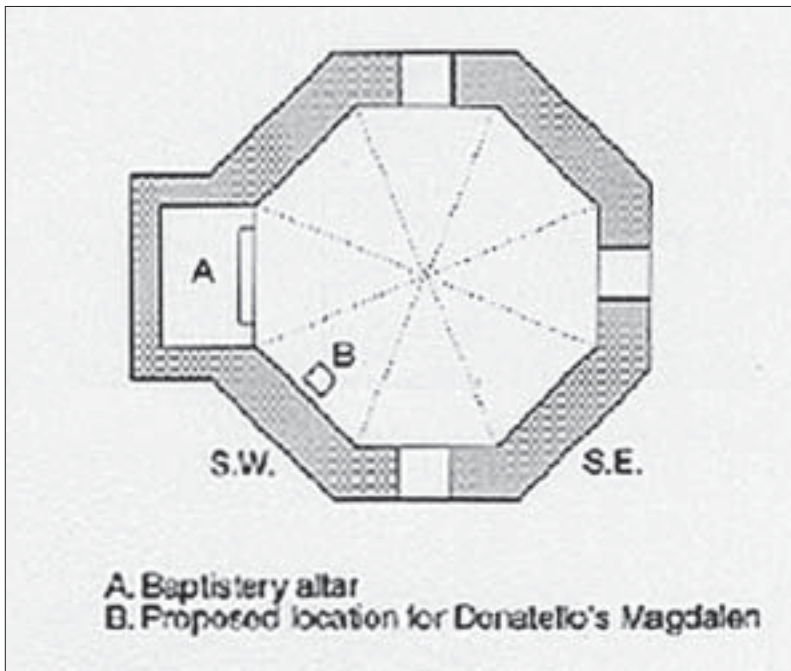 A
B
S.W.
S.E.
A. Baptistery altar
B. Proposed location for Donatello's Magdalen